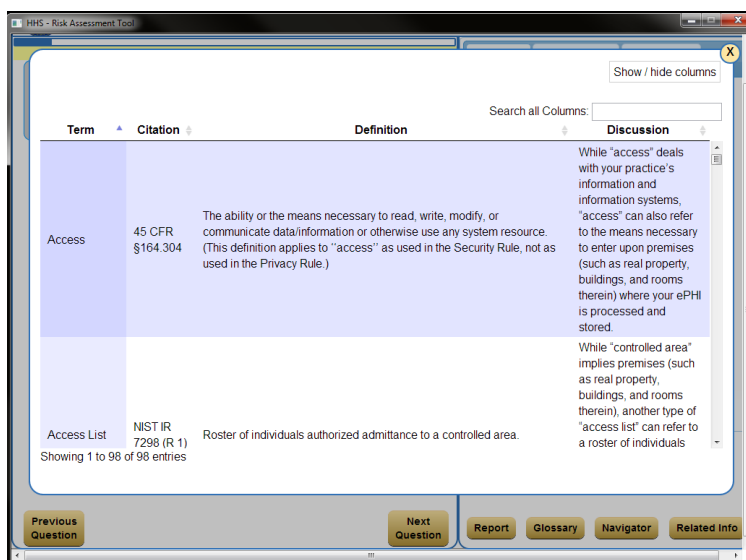 HHS - Risk Assessment Tool
X
Show / hide columns
Search all Columns:
Term Citation Definition Discussion
Access
45 CFR
§164.304
The ability or the means necessary to read, write, modify, or
communicate data/information or otherwise use any system resource.
(This definition applies to "access" as used in the Security Rule, not as
used in the Privacy Rule.)
While "access" deals
with your practice's
information and
information systems,
"access" can also refer
to the means necessary
to enter upon premises
(such as real property,
buildings, and rooms
therein) where your ePHI
is processed and
stored.
Access List
NIST IR
7298 (R 1)
Roster of individuals authorized admittance to a controlled area.
While "controlled area"
implies premises (such
as real property,
buildings, and rooms
therein), another type of
"access list" can refer to
a roster of individuals
Showing 1 to 98 of 98 entries
Previous
Question
Next
Question
Report
Glossary
Navigator
Related Info